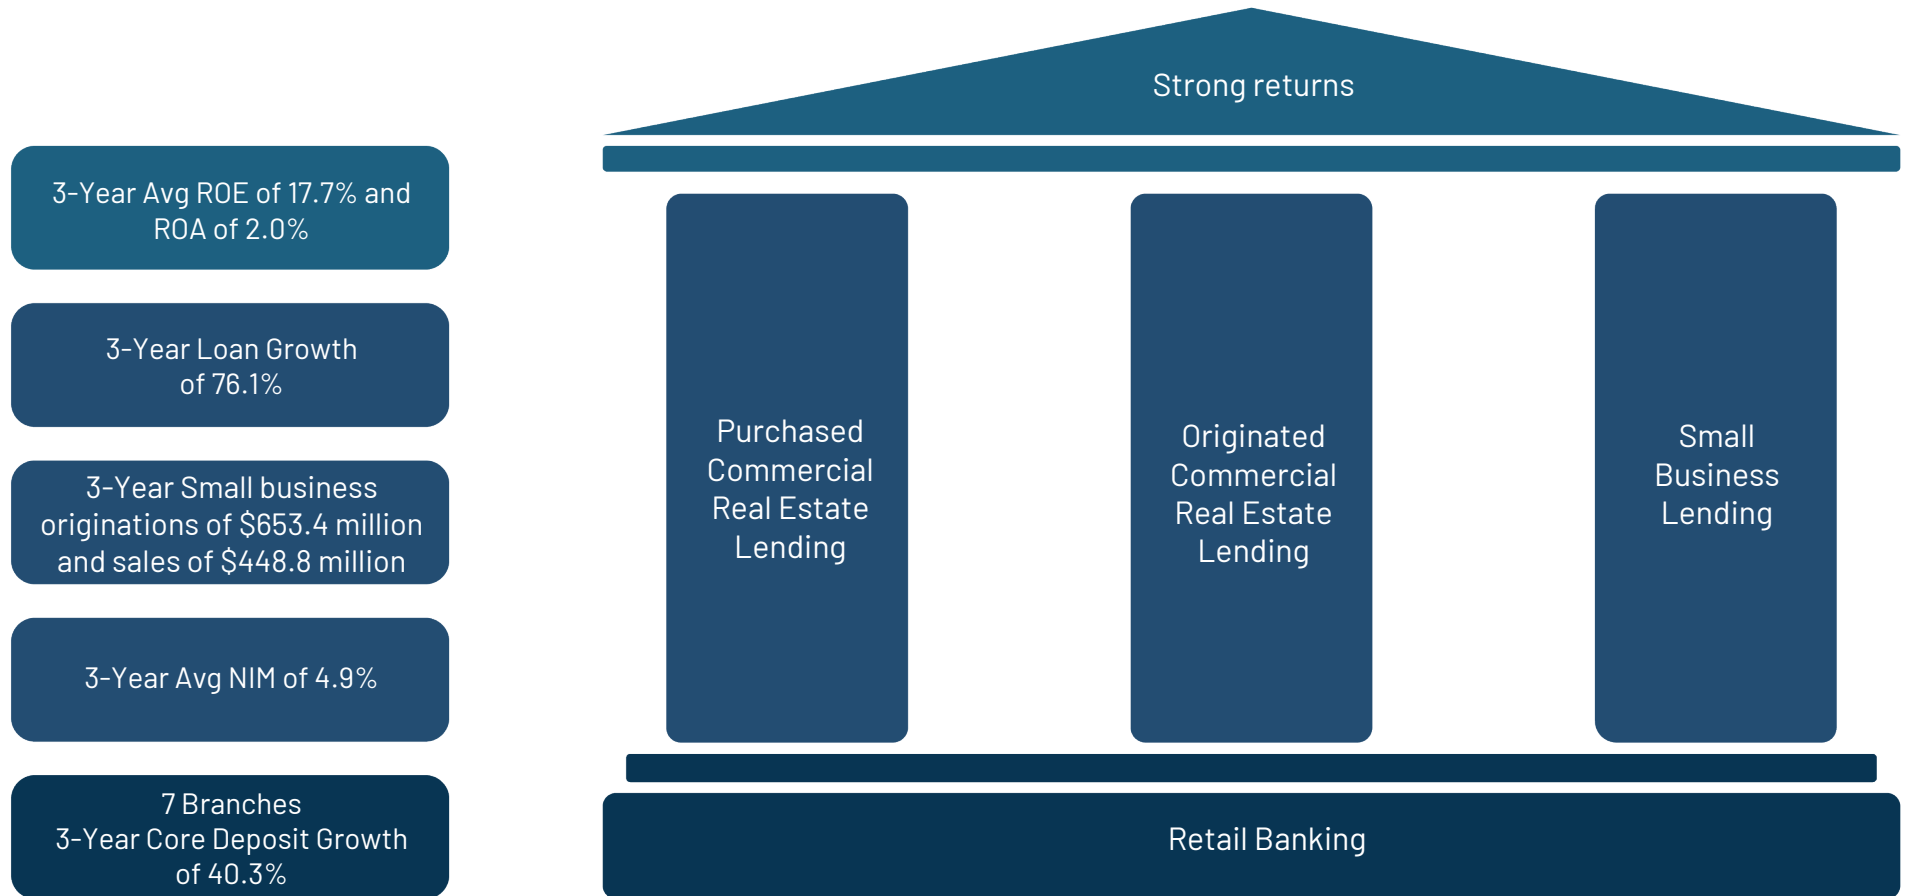 Strong returns
3-Year Avg ROE of 17.7% and
ROA of 2.0%
3-Year Loan Growth
of 76.1%
3-Year Small business
originations of $653.4 million
and sales of $448.8 million
3-Year Avg NIM of 4.9%
7 Branches
3-Year Core Deposit Growth
of 40.3%
Purchased
Commercial
Real Estate
Lending
Originated
Commercial
Real Estate
Lending
Small
Business
Lending
Retail Banking